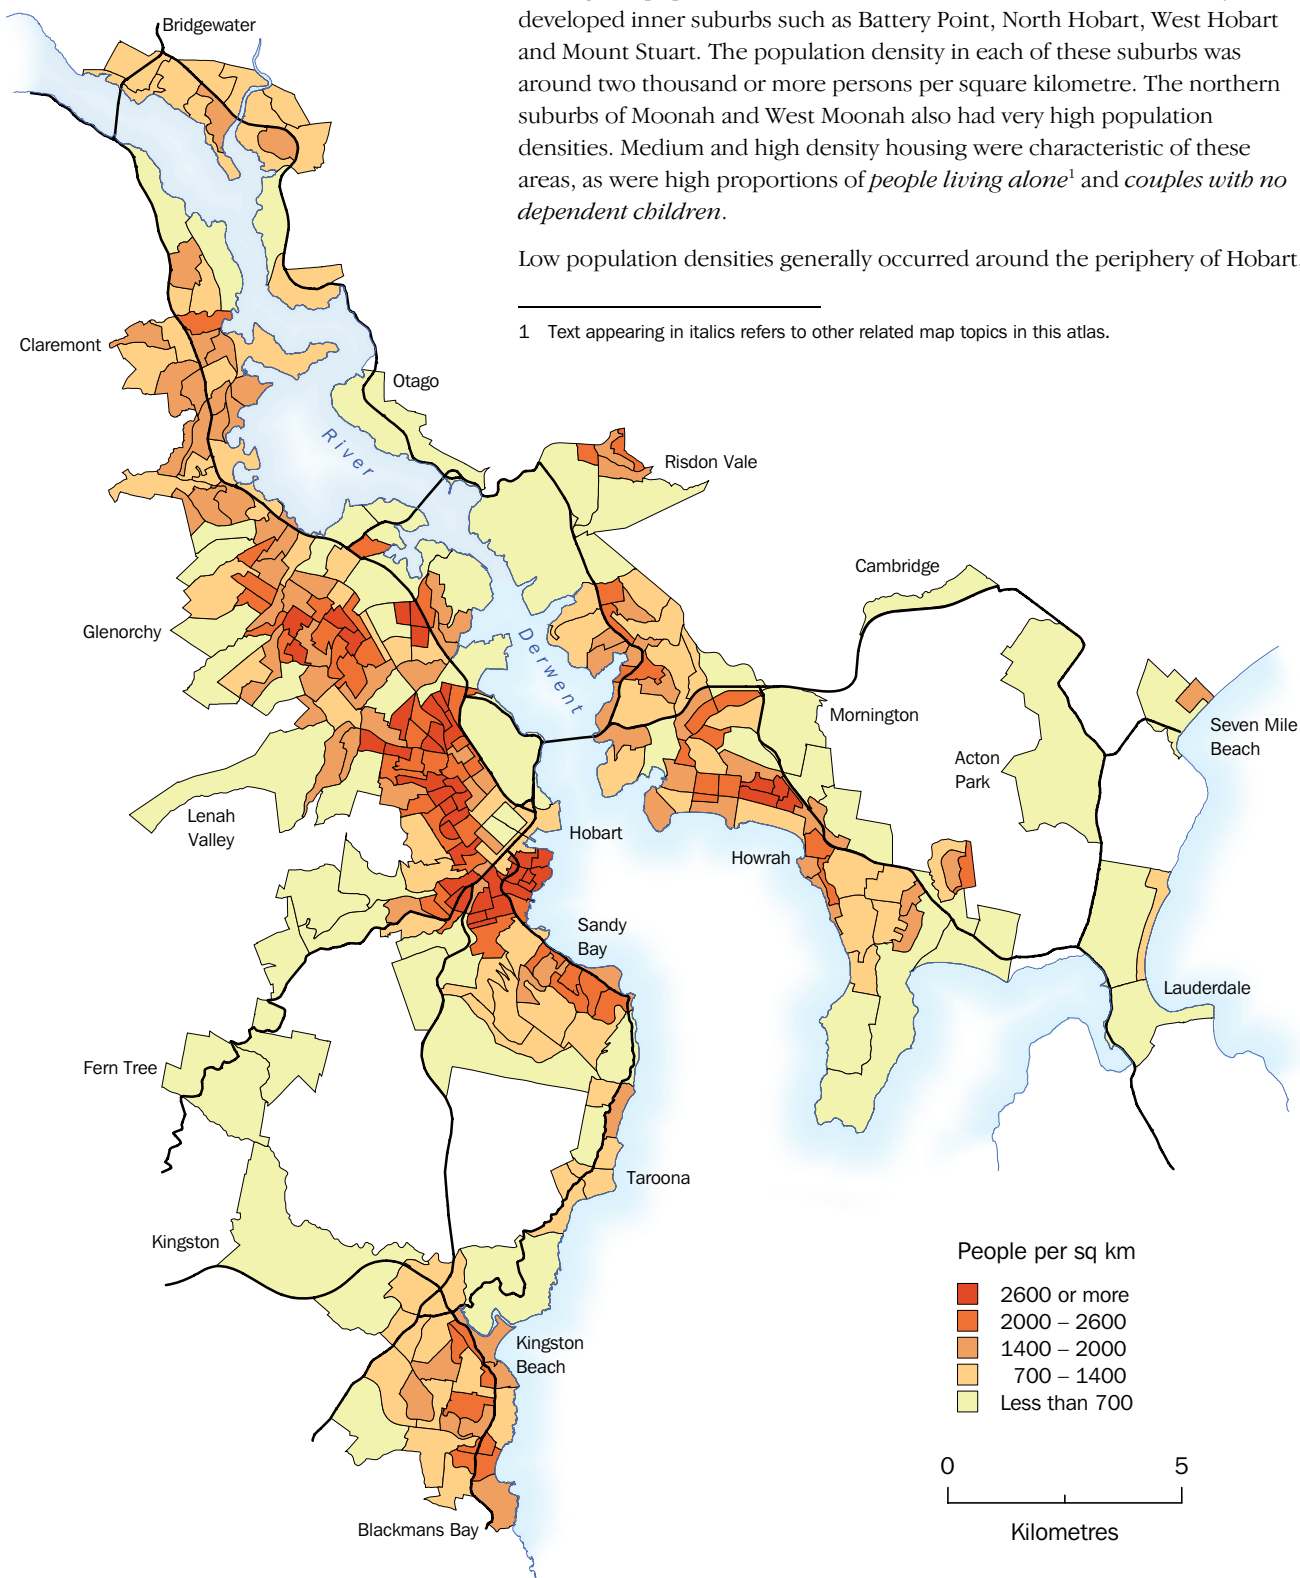 developed inner suburbs such as Battery Point, North Hobart, West Hobart
and Mount Stuart. The population density in each of these suburbs was
around two thousand or more persons per square kilometre. The northern
suburbs of Moonah and West Moonah also had very high population
densities. Medium and high density housing were characteristic of these
areas, as were high proportions of people living alone1 and couples with no
dependent children.
Low population densities generally occurred around the periphery of Hobart.
1 Text appearing in italics refers to other related map topics in this atlas.
Bridgewater
Claremont
Otago
River
Risdon Vale
Cambridge
Glenorchy
Derwent
Mornington
Seven Mile
Beach
Acton
Park
Lenah
Valley
Hobart
Howrah
Sandy
Bay
Lauderdale
Fern Tree
Taroona
Kingston
Kingston
Beach
Blackmans Bay
People per sq km
2600 or more
2000 – 2600
1400 – 2000
700 – 1400
Less than 700
0 5
Kilometres